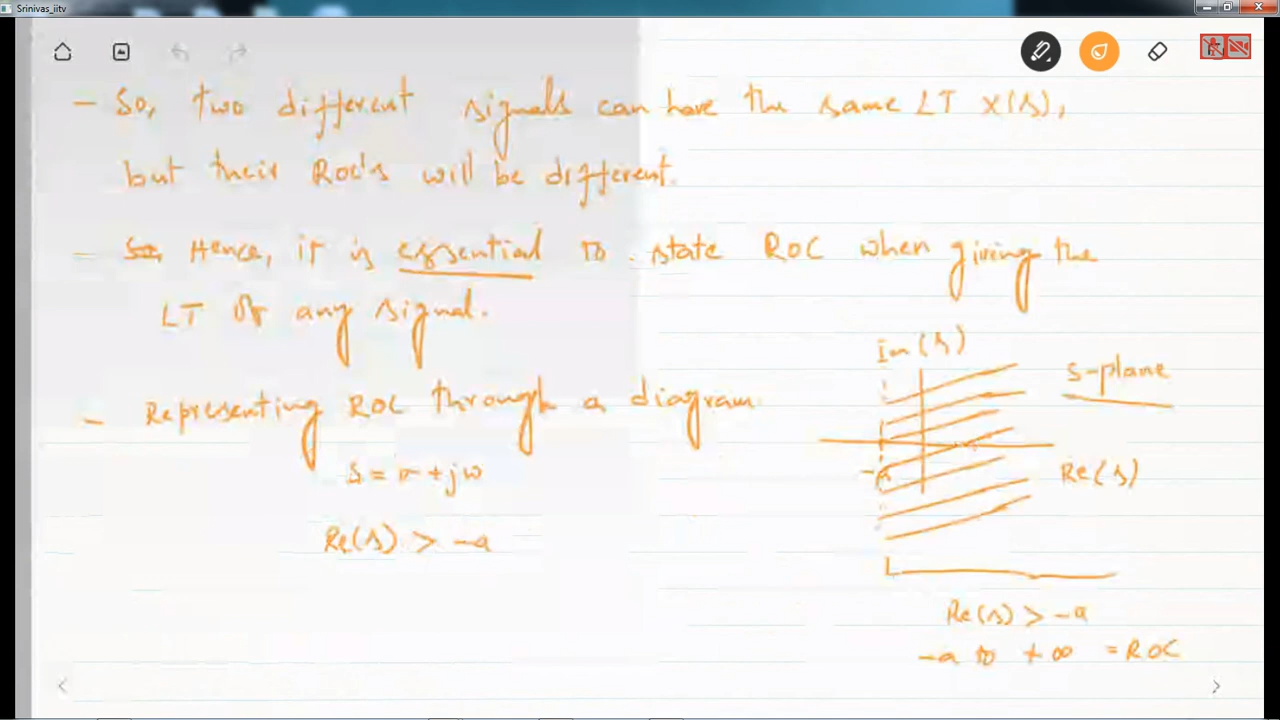 Srinivas_iitv
- So, two different signals can have the same LT X(s),
but their ROC's will be different.
- So, Hence, it is essential to state ROC when giving the
LT of any signal.
- Representing ROC through a diagram.
s = σ + jω
Re(s) > -a
Im(s)
s-plane
-a
Re(s)
Re(s) > -a
-a to +∞ = ROC